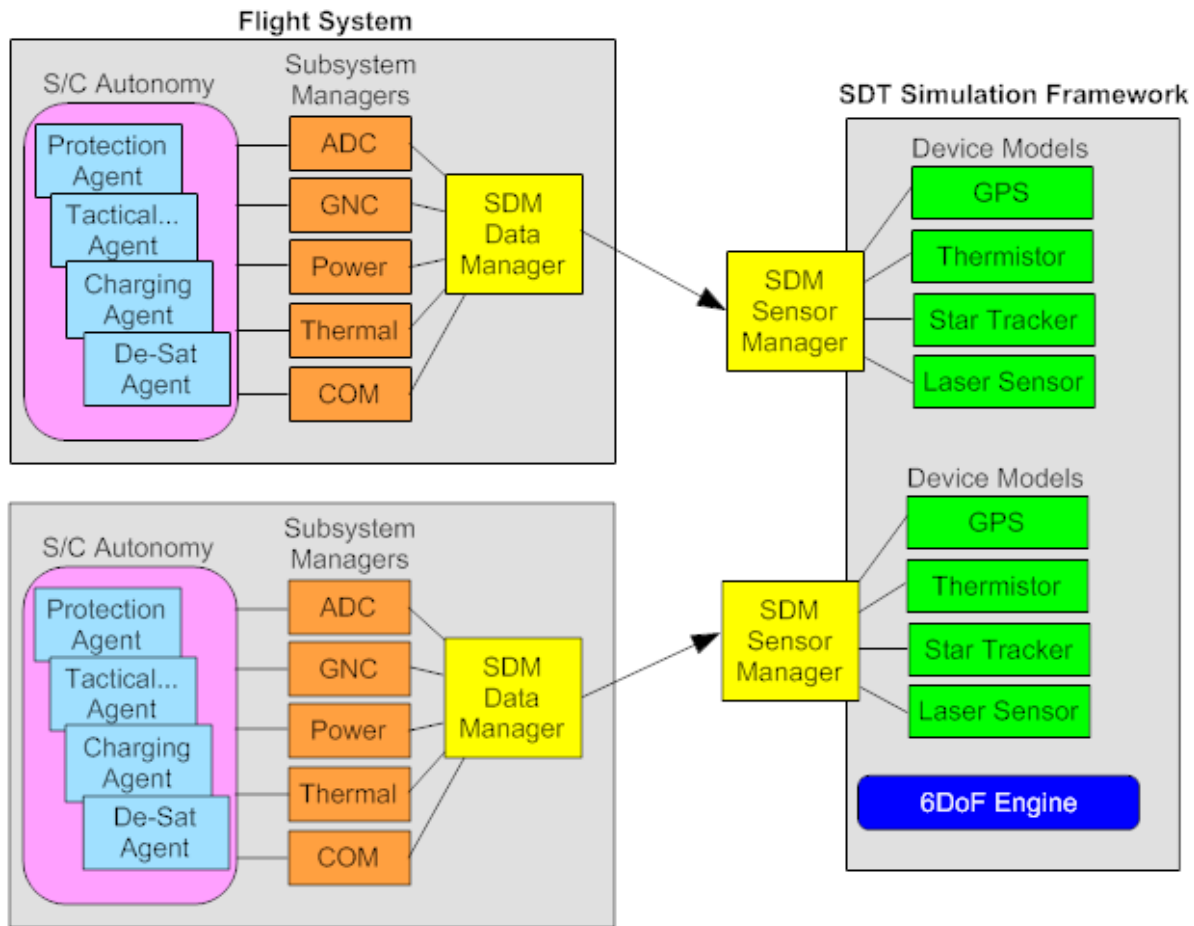 Flight System
S/C Autonomy
Subsystem
Managers
Protection
Agent
Tactical...
Agent
Charging
Agent
De-Sat
Agent
ADC
GNC
Power
Thermal
COM
SDM
Data
Manager
SDT Simulation Framework
SDM
Sensor
Manager
Device Models
GPS
Thermistor
Star Tracker
Laser Sensor
S/C Autonomy
Subsystem
Managers
Protection
Agent
Tactical...
Agent
Charging
Agent
De-Sat
Agent
ADC
GNC
Power
Thermal
COM
SDM
Data
Manager
SDM
Sensor
Manager
Device Models
GPS
Thermistor
Star Tracker
Laser Sensor
6DoF Engine